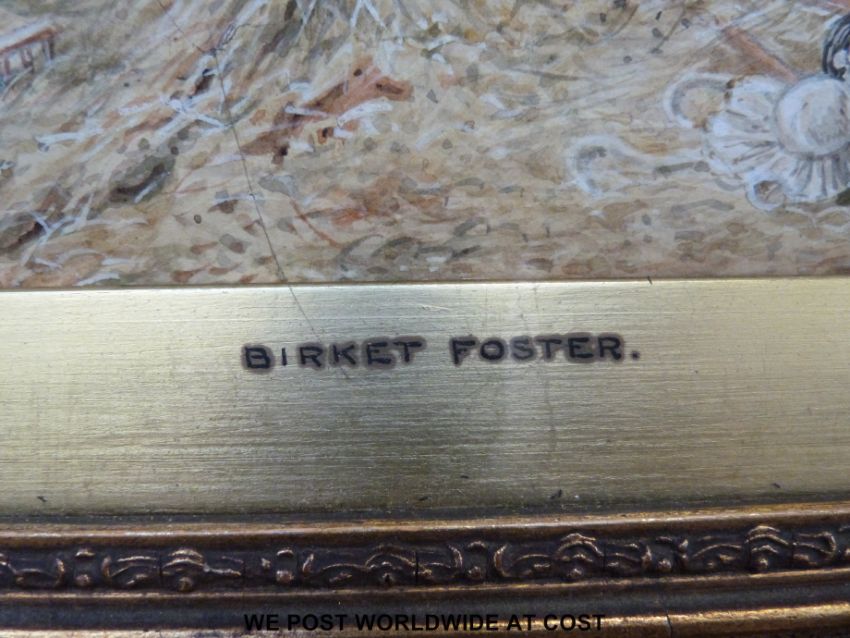 BIRKET FOSTER.
WE POST WORLDWIDE AT COST